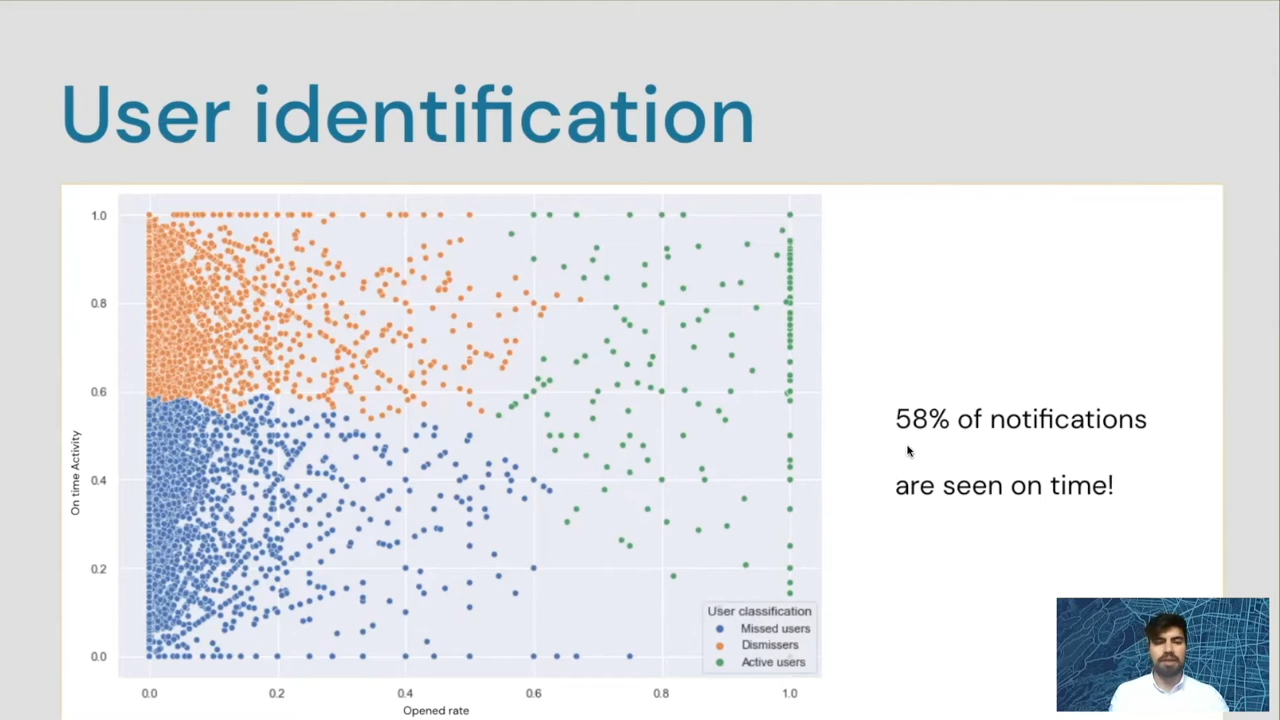 User identification
1.0
0.8
0.6
0.4
0.2
0.0
On time Activity
0.0 0.2 0.4 0.6 0.8 1.0
Opened rate
User classification
Missed users
Dismissers
Active users
58% of notifications
are seen on time!